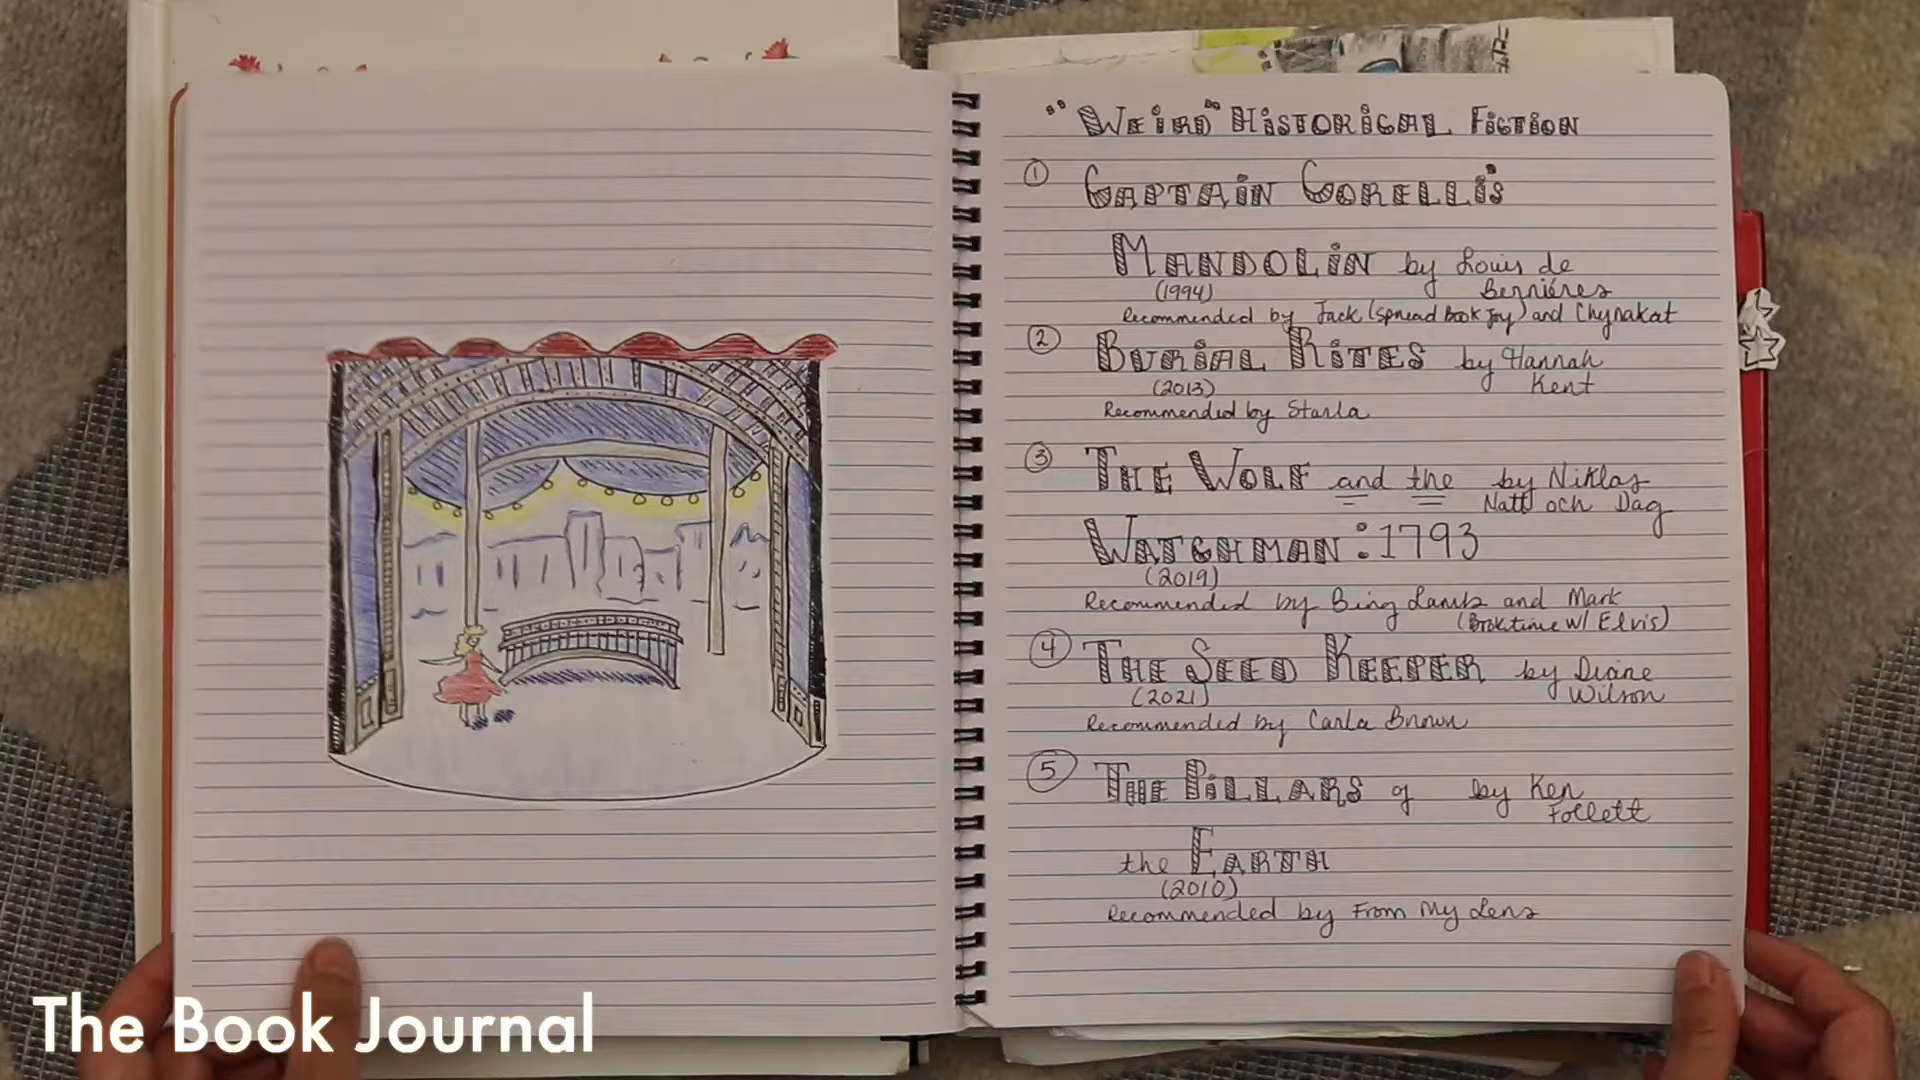 "Weird" Historical Fiction
① Captain Corelli's
Mandolin by Louis de
(1994) Bernniéres
Recommended by Jack (Spread Book Joy) and Chynakat
② Burial Rites by Hannah
(2013) Kent
Recommended by Starla
③ The Wolf and the by Niklas
Natt och Dag
Watchman: 1793
(2019)
Recommended by Bing Lamb and Mark
(Booktime w/ Elvis)
④ The Seed Keeper by Diane
(2021) Wilson
Recommended by Carla Brown
⑤ The Pillars of by Ken
Follett
the Earth
(2010)
Recommended by From My Lens
The Book Journal